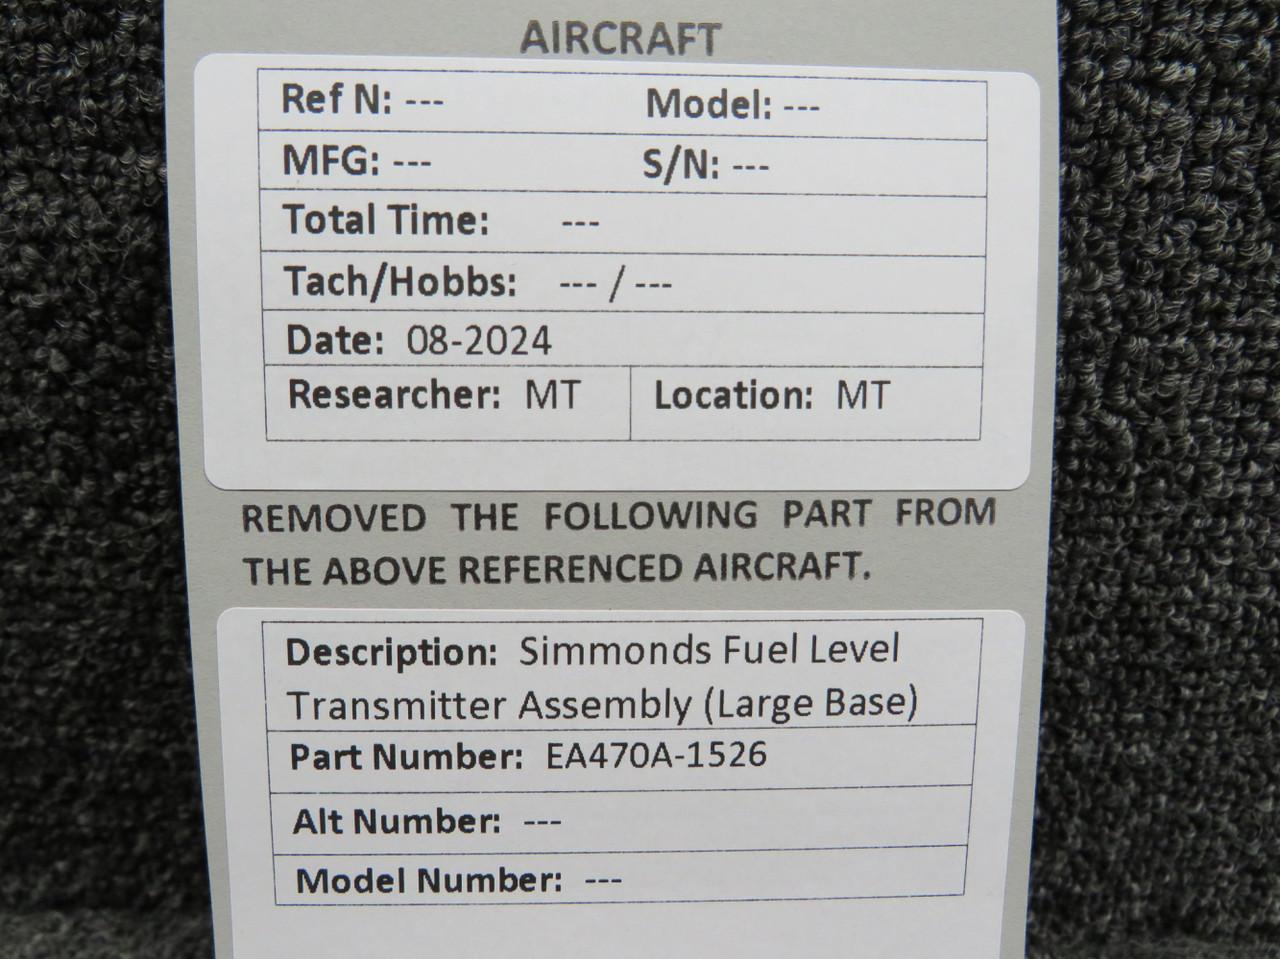 AIRCRAFT
Ref N: --- Model: ---
MFG: --- S/N: ---
Total Time: ---
Tach/Hobbs: --- / ---
Date: 08-2024
Researcher: MT Location: MT
REMOVED THE FOLLOWING PART FROM
THE ABOVE REFERENCED AIRCRAFT.
Description: Simmonds Fuel Level
Transmitter Assembly (Large Base)
Part Number: EA470A-1526
Alt Number: ---
Model Number: ---